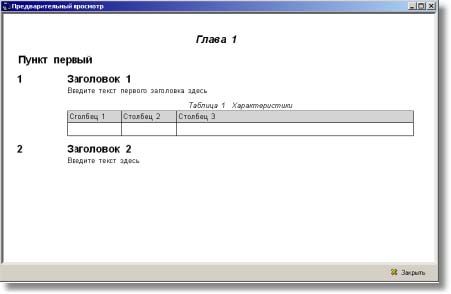 Предварительный просмотр
Глава 1
Пункт первый
1 Заголовок 1
Введите текст первого заголовка здесь
Таблица 1 Характеристики
Столбец 1 Столбец 2 Столбец 3
2 Заголовок 2
Введите текст здесь
Закрыть